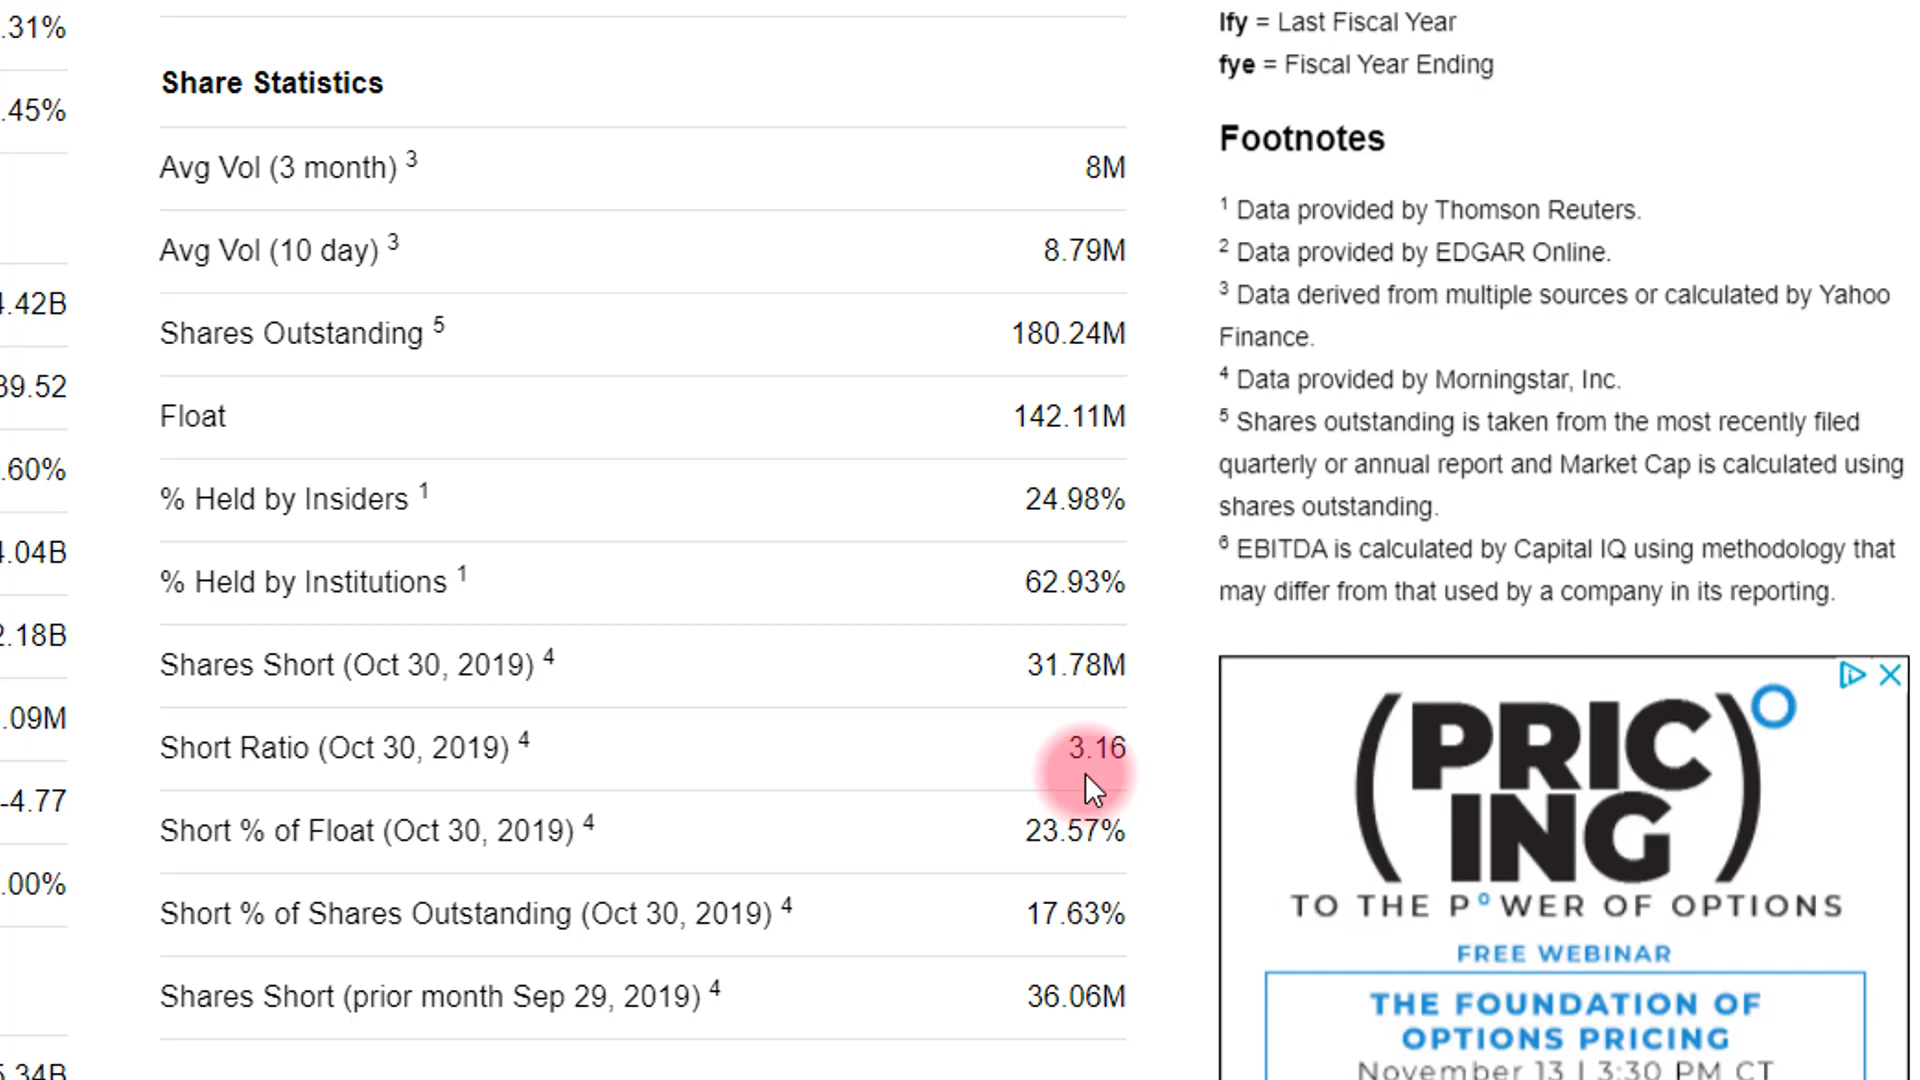 .31%
.45%
.42B
39.52
.60%
.04B
2.18B
.09M
-4.77
.00%
5.34B
Share Statistics
Avg Vol (3 month) 3 8M
Avg Vol (10 day) 3 8.79M
Shares Outstanding 5 180.24M
Float 142.11M
% Held by Insiders 1 24.98%
% Held by Institutions 1 62.93%
Shares Short (Oct 30, 2019) 4 31.78M
Short Ratio (Oct 30, 2019) 4 3.16
Short % of Float (Oct 30, 2019) 4 23.57%
Short % of Shares Outstanding (Oct 30, 2019) 4 17.63%
Shares Short (prior month Sep 29, 2019) 4 36.06M
lfy = Last Fiscal Year
fye = Fiscal Year Ending
Footnotes
1 Data provided by Thomson Reuters.
2 Data provided by EDGAR Online.
3 Data derived from multiple sources or calculated by Yahoo
Finance.
4 Data provided by Morningstar, Inc.
5 Shares outstanding is taken from the most recently filed
quarterly or annual report and Market Cap is calculated using
shares outstanding.
6 EBITDA is calculated by Capital IQ using methodology that
may differ from that used by a company in its reporting.
(PRIC
ING)°
TO THE P°WER OF OPTIONS
FREE WEBINAR
THE FOUNDATION OF
OPTIONS PRICING
November 13 | 3:30 PM CT